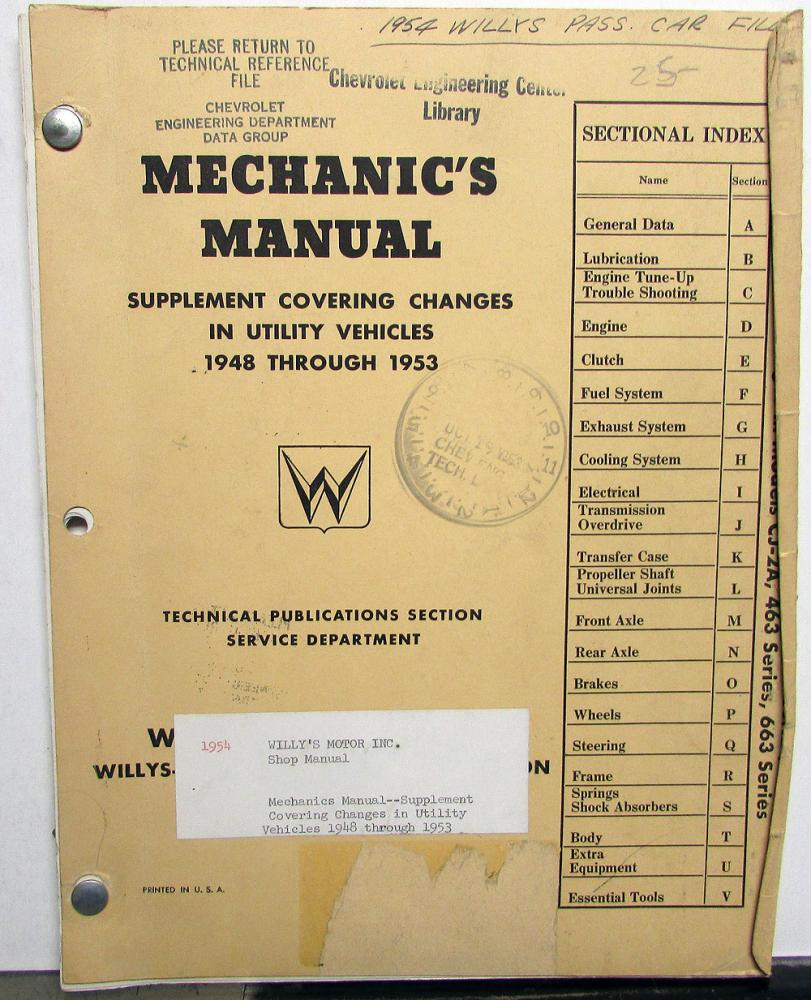 1954 WILLYS PASS. CAR FILE
PLEASE RETURN TO
TECHNICAL REFERENCE
FILE
CHEVROLET
ENGINEERING DEPARTMENT
DATA GROUP
Chevrolet Engineering Center
Library
25
MECHANIC'S
MANUAL
SUPPLEMENT COVERING CHANGES
IN UTILITY VEHICLES
1948 THROUGH 1953
TECH.
W
TECHNICAL PUBLICATIONS SECTION
SERVICE DEPARTMENT
W
WILLYS- ON
1954 WILLY'S MOTOR INC.
Shop Manual
Mechanics Manual--Supplement
Covering Changes in Utility
Vehicles 1948 through 1953
PRINTED IN U. S. A.
SECTIONAL INDEX
Name Section
General Data A
Lubrication B
Engine Tune-Up
Trouble Shooting C
Engine D
Clutch E
Fuel System F
Exhaust System G
Cooling System H
Electrical I
Transmission
Overdrive J
Transfer Case K
Propeller Shaft
Universal Joints L
Front Axle M
Rear Axle N
Brakes O
Wheels P
Steering Q
Frame R
Springs
Shock Absorbers S
Body T
Extra
Equipment U
Essential Tools V
Models CJ-2A, 463 Series, 663 Series